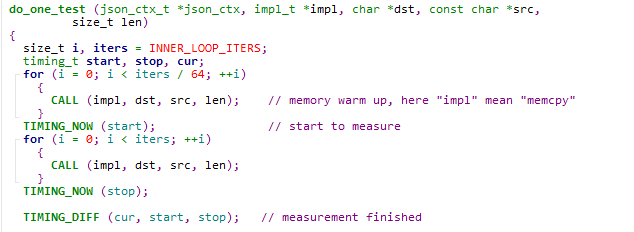 do_one_test (json_ctx_t *json_ctx, impl_t *impl, char *dst, const char *src,
size_t len)
{
size_t i, iters = INNER_LOOP_ITERS;
timing_t start, stop, cur;
for (i = 0; i < iters / 64; ++i)
{
CALL (impl, dst, src, len);    // memory warm up, here "impl" mean "memcpy"
}
TIMING_NOW (start);    // start to measure
for (i = 0; i < iters; ++i)
{
CALL (impl, dst, src, len);
}
TIMING_NOW (stop);
TIMING_DIFF (cur, start, stop);   // measurement finished